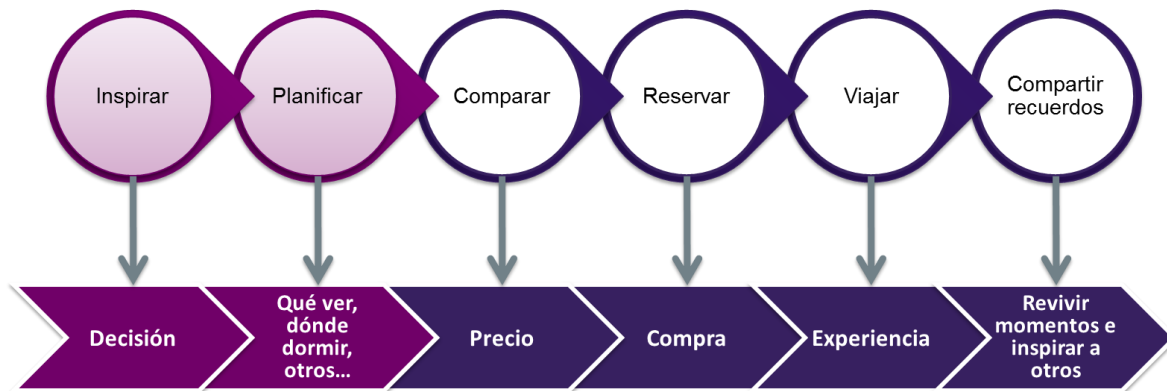 Inspirar
Planificar
Comparar
Reservar
Viajar
Compartir
recuerdos
Decisión
Qué ver,
dónde
dormir,
otros...
Precio
Compra
Experiencia
Revivir
momentos e
inspirar a
otros